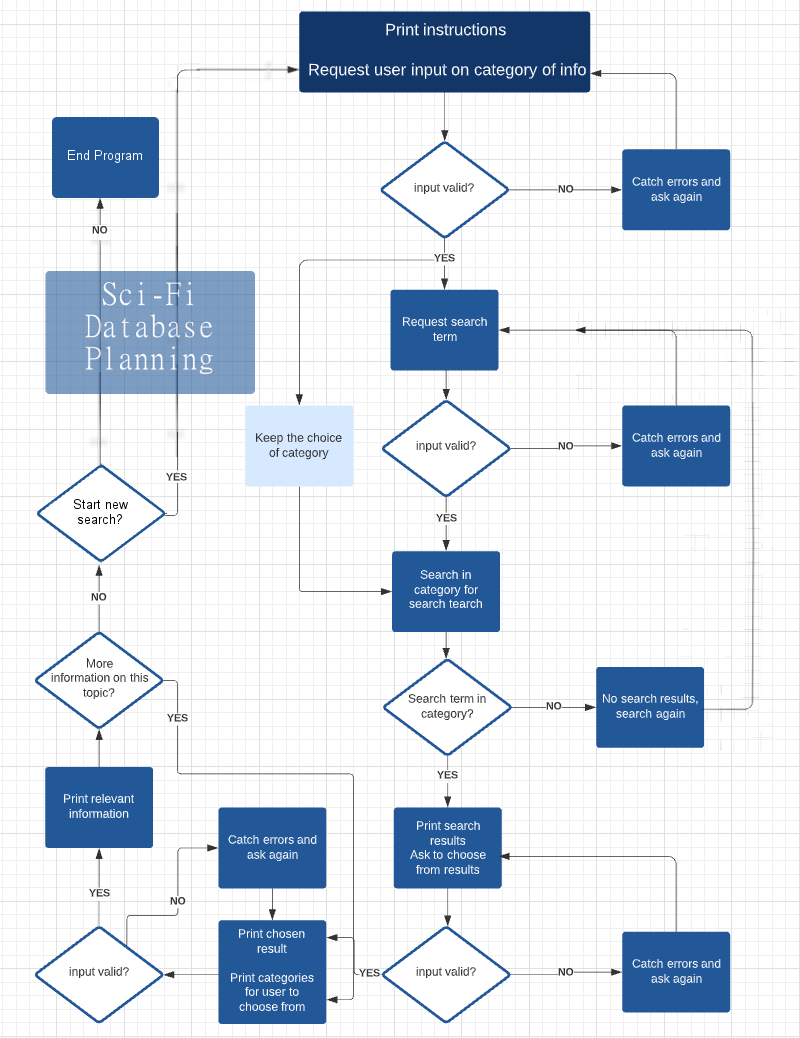 Print instructions
Request user input on category of info
End Program
input valid?
NO
Catch errors and
ask again
NO
YES
Sci-Fi
Database
Planning
Request search
term
Keep the choice
of category
input valid?
NO
Catch errors and
ask again
YES
Start new
search?
YES
Search in
category for
search tearch
NO
More
information on this
topic?
YES
Search term in
category?
NO
No search results,
search again
YES
Print relevant
information
Catch errors and
ask again
Print search
results
Ask to choose
from results
YES
NO
Print chosen
result
Print categories
for user to
choose from
input valid?
YES
input valid?
NO
Catch errors and
ask again